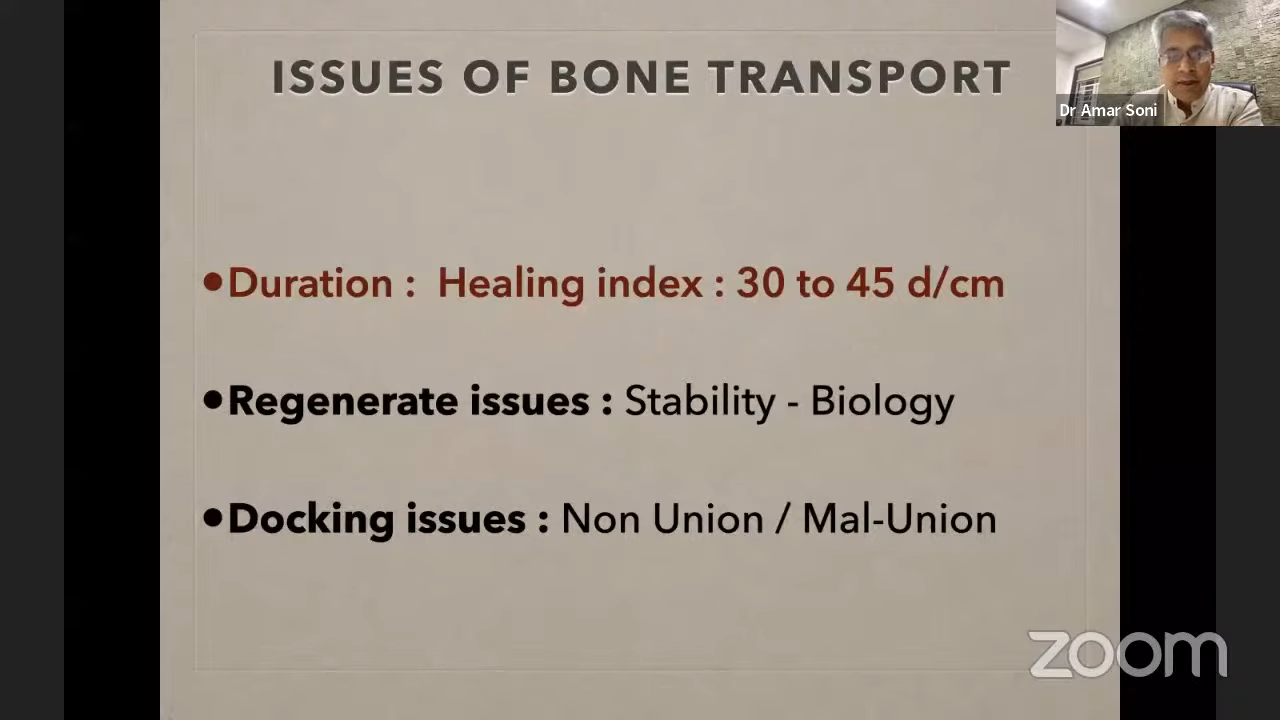 ISSUES OF BONE TRANSPORT
Dr Amar Soni
•Duration : Healing index : 30 to 45 d/cm
•Regenerate issues : Stability - Biology
•Docking issues : Non Union / Mal-Union
zoom